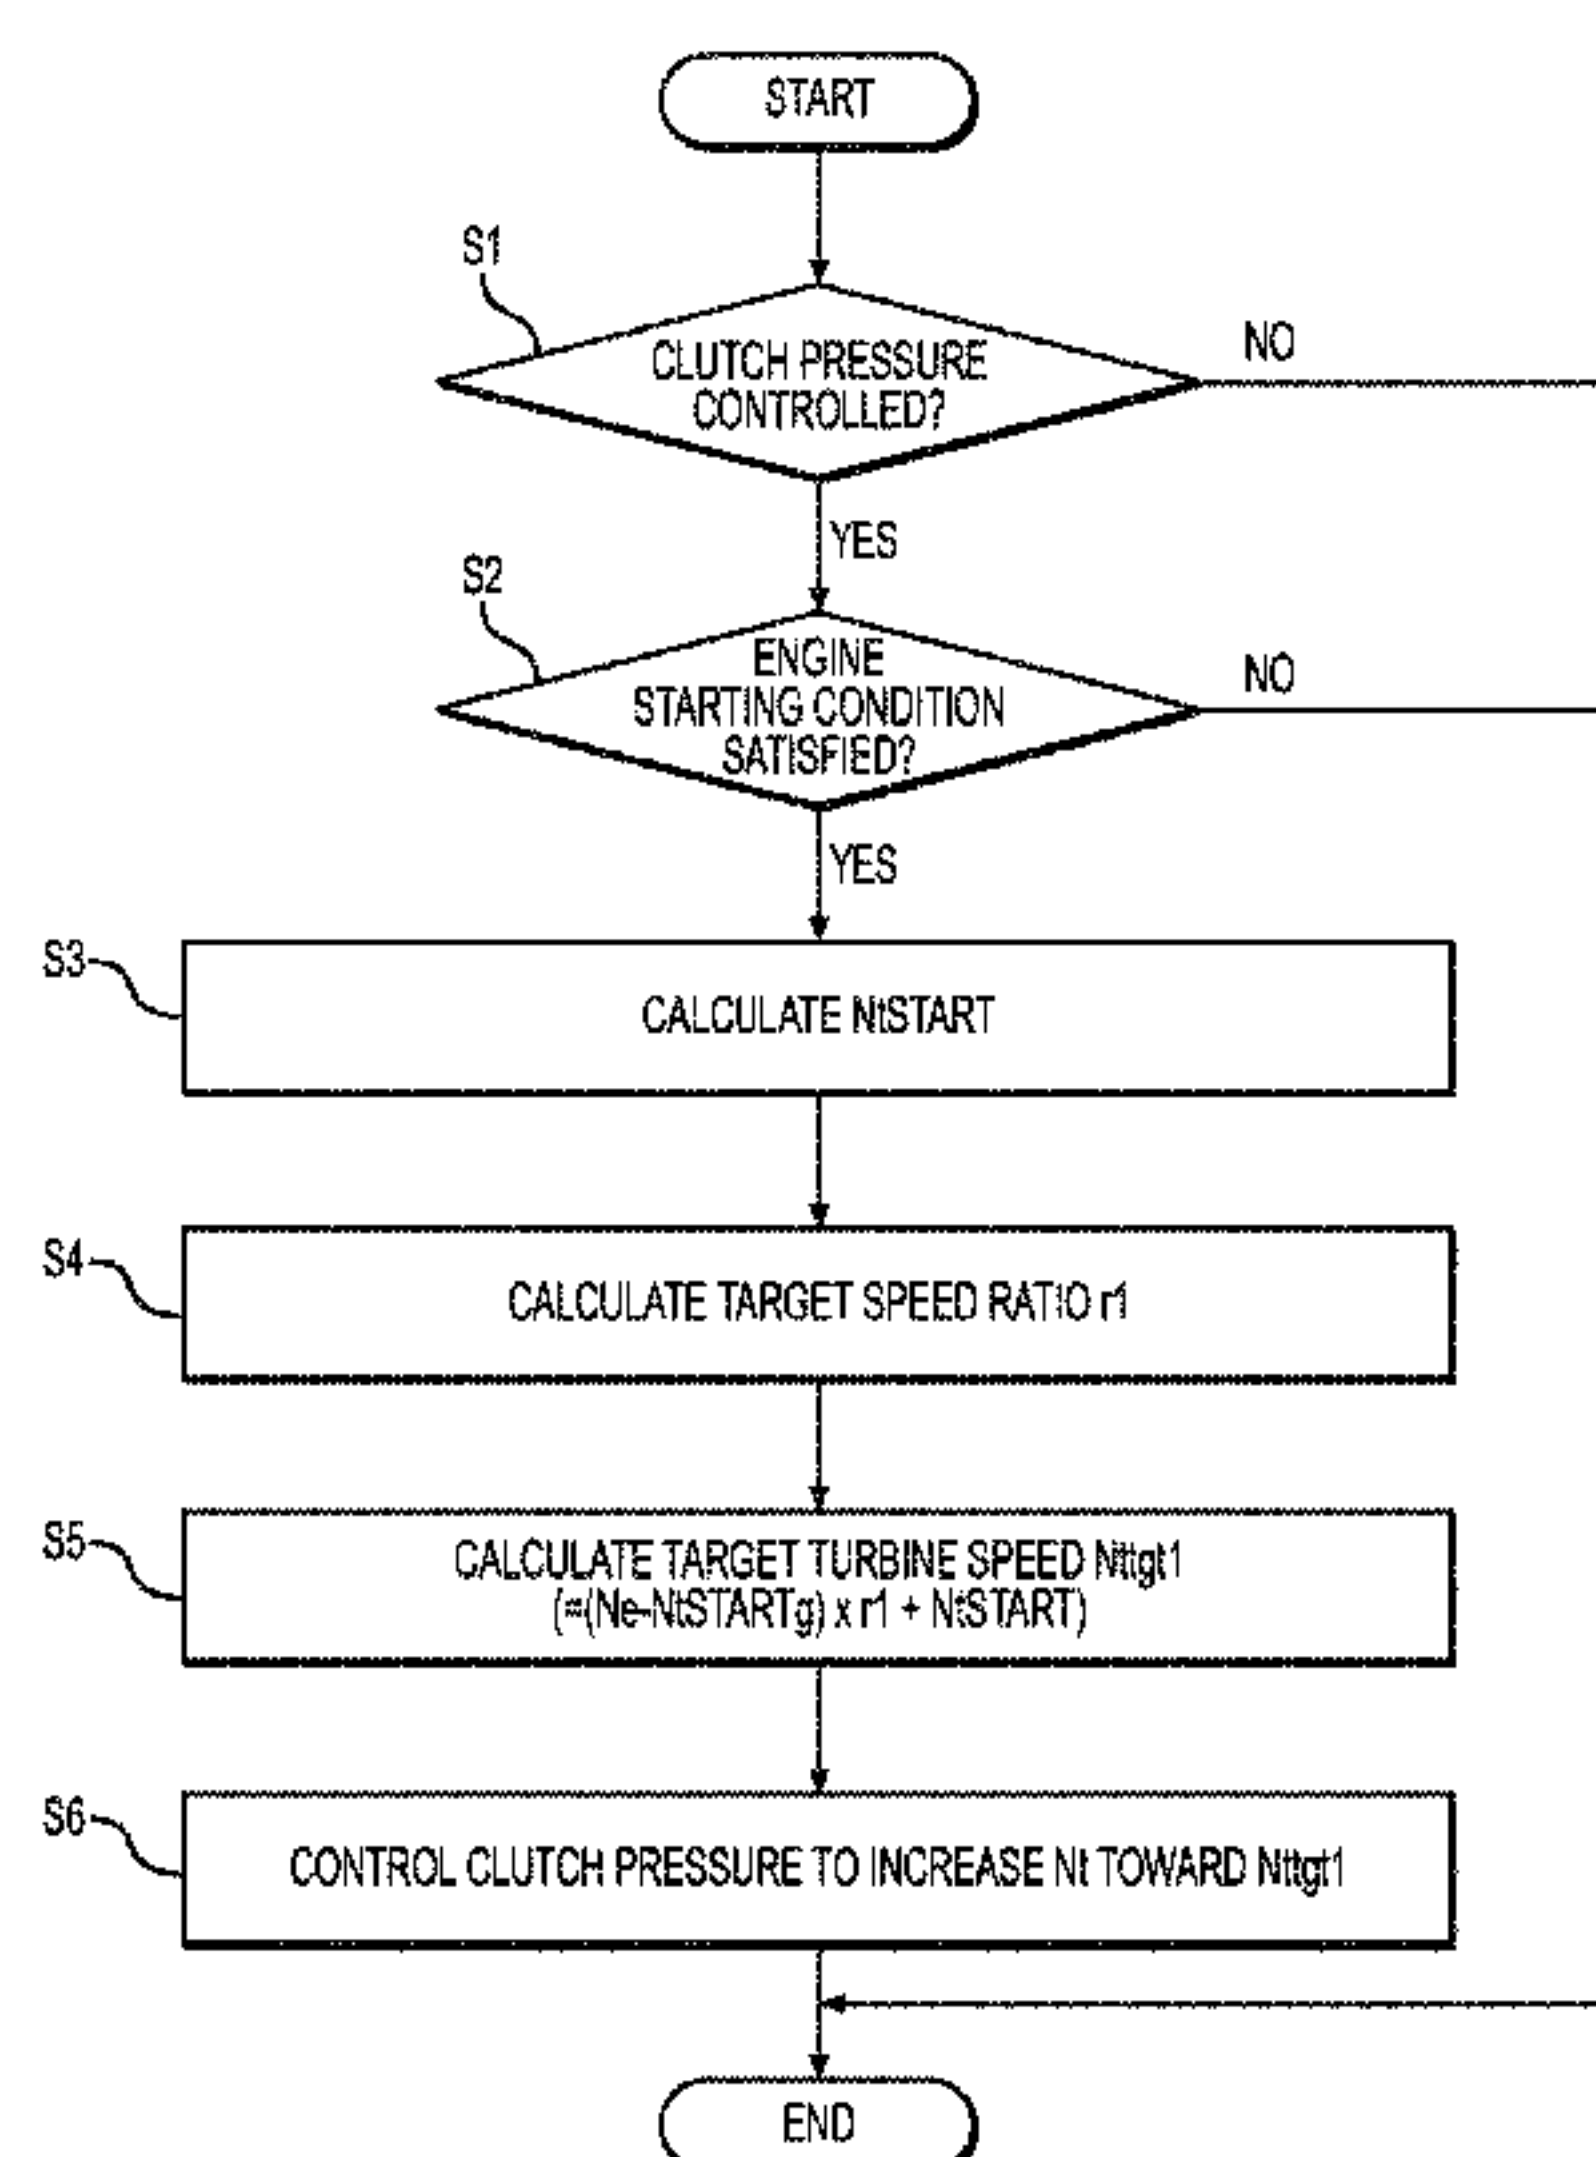 START
S1
CLUTCH PRESSURE
CONTROLLED?
NO
YES
S2
ENGINE
STARTING CONDITION
SATISFIED?
NO
YES
S3
CALCULATE NtSTART
S4
CALCULATE TARGET SPEED RATIO r1
S5
CALCULATE TARGET TURBINE SPEED Nttgt1
(=(Ne-NtSTARTg) x r1 + NtSTART)
S6
CONTROL CLUTCH PRESSURE TO INCREASE Nt TOWARD Nttgt1
END